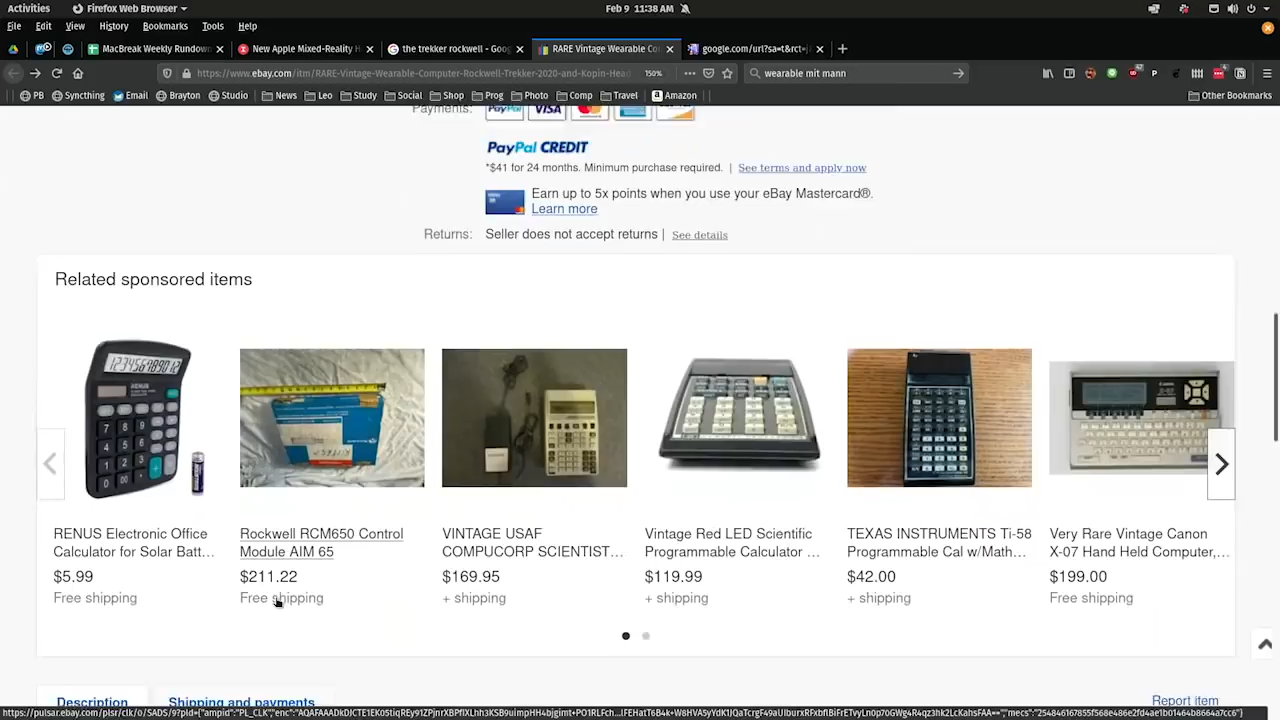 Activities
Firefox Web Browser
Feb 9 11:38 AM
File Edit View History Bookmarks Tools Help
MacBreak Weekly Rundow
New Apple Mixed-Reality H
the trekker rockwell - Goog
RARE Vintage Wearable Co
google.com/url?sa=t&rct=j
https://www.ebay.com/itm/RARE-Vintage-Wearable-Computer-Rockwell-Trekker-2020-and-Kopin-Hea
150%
wearable mit mann
PB Syncthing Email Brayton Studio News Leo Study Social Shop Prog Photo Comp Travel Amazon Other Bookmarks
Payments: PayPal VISA
PayPal CREDIT
*$41 for 24 months. Minimum purchase required. | See terms and apply now
Earn up to 5x points when you use your eBay Mastercard®.
Learn more
Returns: Seller does not accept returns | See details
Related sponsored items
RENUS Electronic Office
Calculator for Solar Batt...
$5.99
Free shipping
Rockwell RCM650 Control
Module AIM 65
$211.22
Free shipping
VINTAGE USAF
COMPUCORP SCIENTIST...
$169.95
+ shipping
Vintage Red LED Scientific
Programmable Calculator ...
$119.99
+ shipping
TEXAS INSTRUMENTS Ti-58
Programmable Cal w/Math...
$42.00
+ shipping
Very Rare Vintage Canon
X-07 Hand Held Computer,...
$199.00
Free shipping
Description
Shipping and payments
Report item